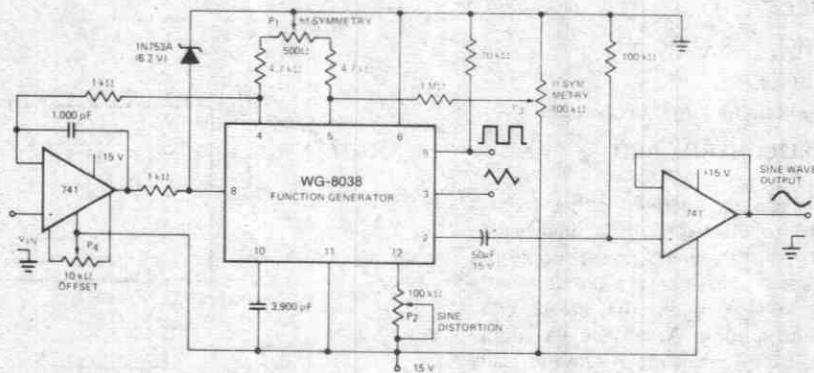 P1 hf SYMMETRY
1N753A
(6.2 V)
500Ω
4.7 kΩ
4.7 kΩ
1 kΩ
1,000 pF
1 MΩ
100 kΩ
P3
100 kΩ
4
5
6
+15 V
741
1 kΩ
8
WG-8038
FUNCTION GENERATOR
9
3
2
10
11
12
VIN
P4
10 kΩ
OFFSET
3,900 pF
100 kΩ
P2
SINE
DISTORTION
50µF
15 V
+15 V
741
SINE WAVE
OUTPUT
15 V